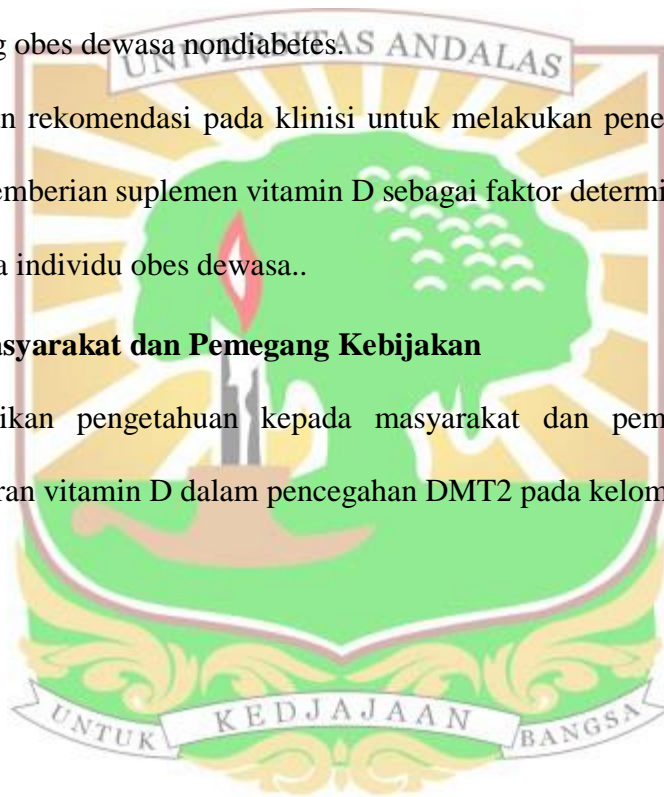 g obes dewasa nondiabetes.
UNIVERSITAS ANDALAS
n rekomendasi pada klinisi untuk melakukan pene
emberian suplemen vitamin D sebagai faktor determi
a individu obes dewasa..
asyarakat dan Pemegang Kebijakan
ikan pengetahuan kepada masyarakat dan pem
ran vitamin D dalam pencegahan DMT2 pada kelom
UNTUK KEDJAJAAN BANGSA